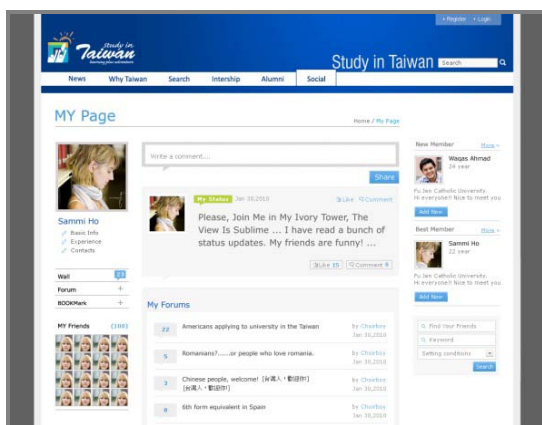 Register
Login
Study in
Taiwan
Study in Taiwan
Search
News
Why Taiwan
Search
Intership
Alumni
Social
MY Page
Home / My Page
Sammi Ho
Basic Info
Experience
Contacts
Wall
23
Forum
+
BOOKMark
+
MY Friends
(100)
Write a comment...
Share
My Status
Jan 30,2010
Like
Comment
Please, Join Me in My Ivory Tower, The
View Is Sublime ... I have read a bunch of
status updates. My friends are funny! ...
Like 15
Comment
My Forums
22
Americans applying to university in the Taiwan
by Choirboy
Jan 30,2010
5
Romanians?......or people who love romania.
by Choirboy
Jan 30,2010
3
Chinese people, welcome! [台灣人，歡迎你!]
[台灣人，歡迎你!]
by Choirboy
Jan 30,2010
8
6th form equivalent in Spain
by Choirboy
Jan 30,2010
New Member
More
Waqas Ahmad
24 year
Fu Jen Catholic University.
Hi everyone!! Nice to meet you
Add Now
Best Member
More
Sammi Ho
22 year
Fu Jen Catholic University.
Hi everyone!! Nice to meet you
Add Now
Find Your Friends
Keyword
Setting conditions
Search